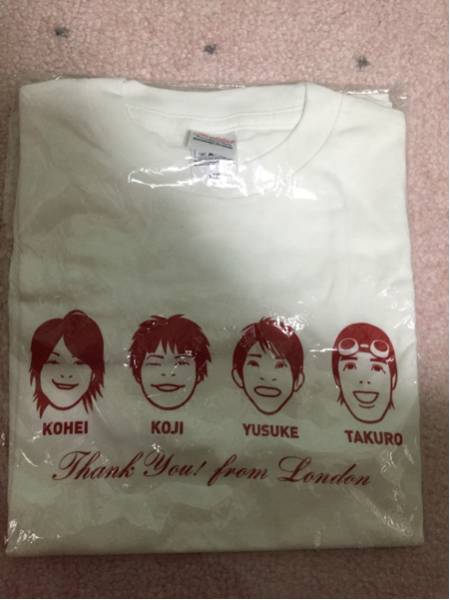 KOHEI KOJI YUSUKE TAKURO
Thank You! from London